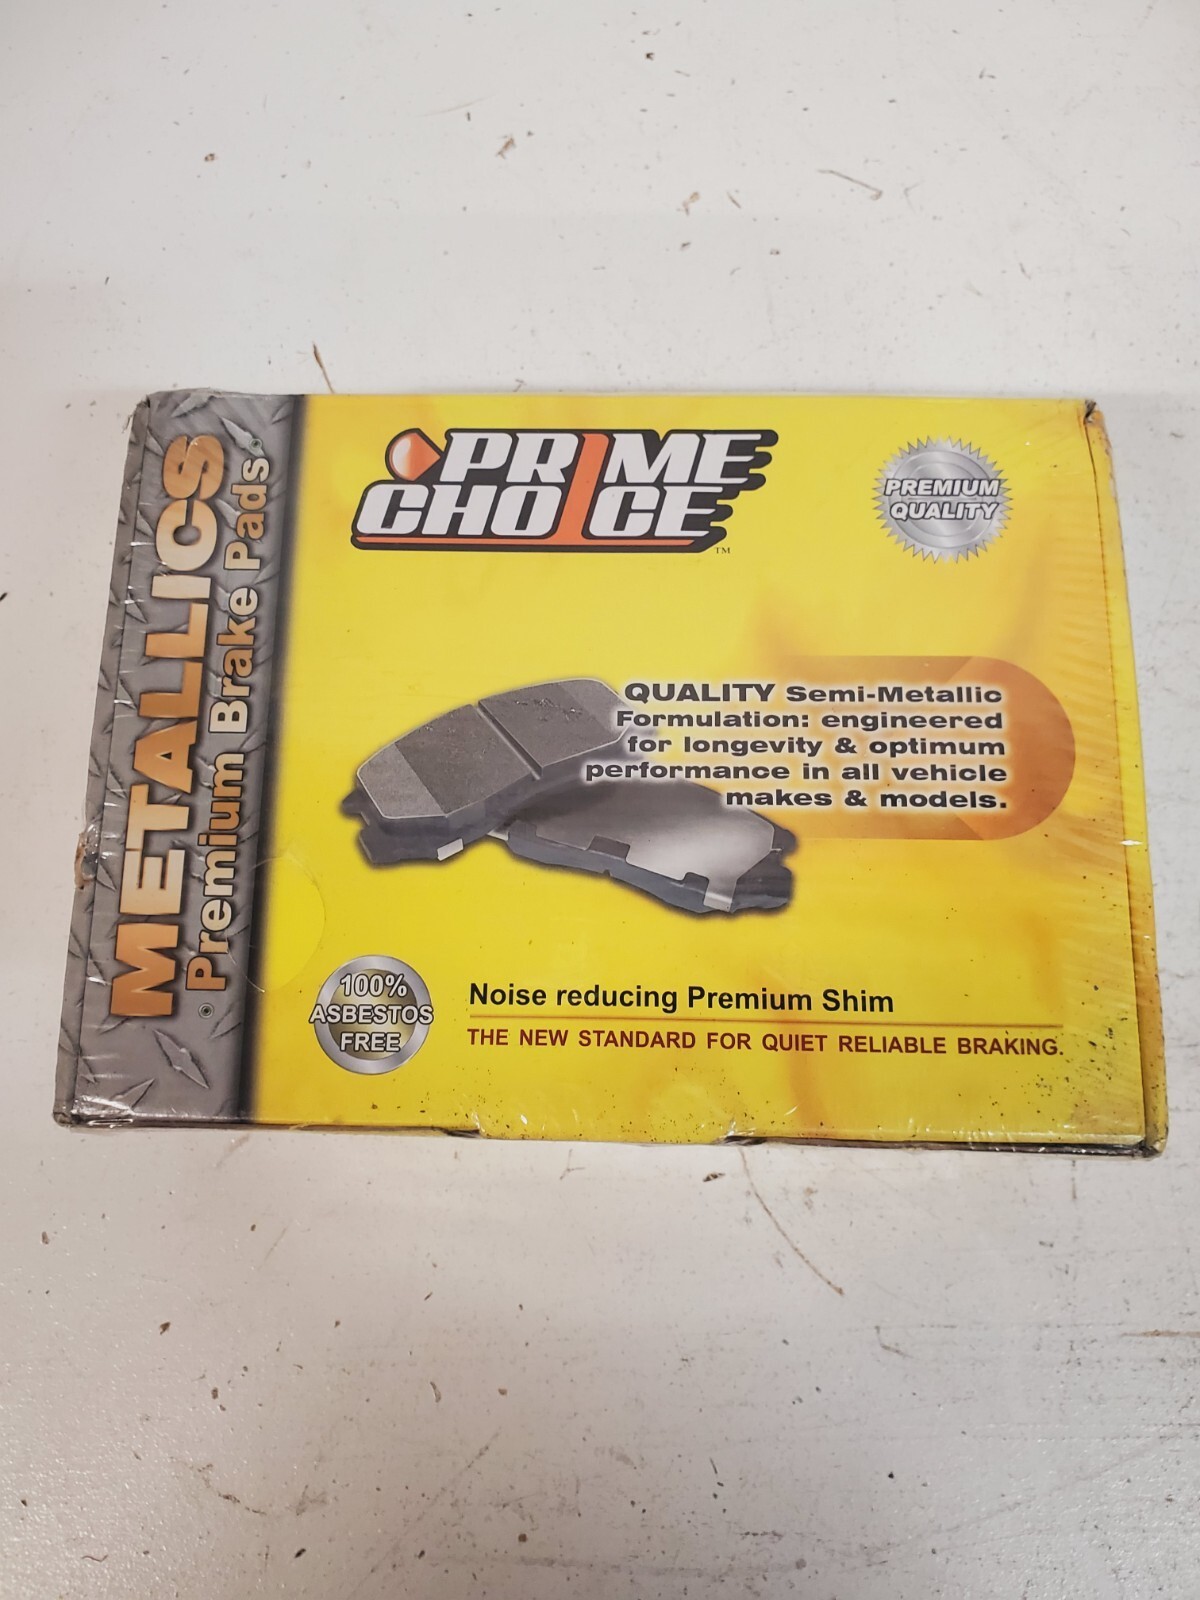 PRIME
CHOICE
™
PREMIUM
QUALITY
METALLICS
Premium Brake Pads
QUALITY Semi-Metallic
Formulation: engineered
for longevity & optimum
performance in all vehicle
makes & models.
100%
ASBESTOS
FREE
Noise reducing Premium Shim
THE NEW STANDARD FOR QUIET RELIABLE BRAKING.